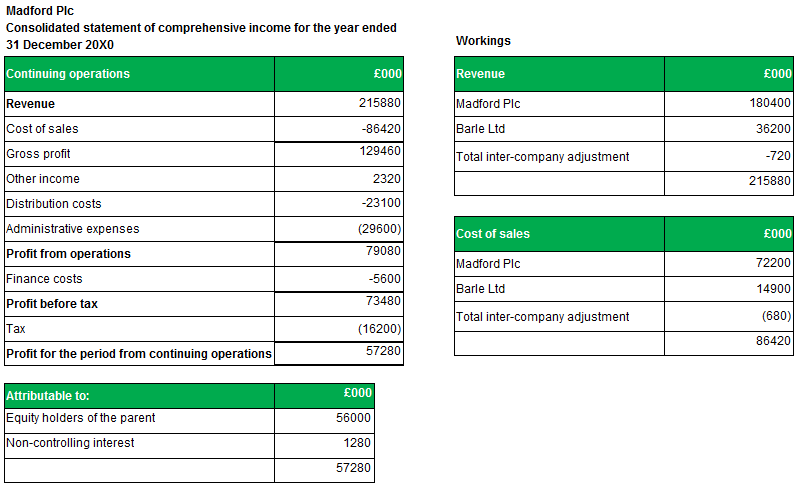 Madford Plc
Consolidated statement of comprehensive income for the year ended
31 December 20X0
Continuing operations £000
Revenue 215880
Cost of sales -86420
Gross profit 129460
Other income 2320
Distribution costs -23100
Administrative expenses (29600)
Profit from operations 79080
Finance costs -5600
Profit before tax 73480
Tax (16200)
Profit for the period from continuing operations 57280
Attributable to: £000
Equity holders of the parent 56000
Non-controlling interest 1280
57280
Workings
Revenue £000
Madford Plc 180400
Barle Ltd 36200
Total inter-company adjustment -720
215880
Cost of sales £000
Madford Plc 72200
Barle Ltd 14900
Total inter-company adjustment (680)
86420